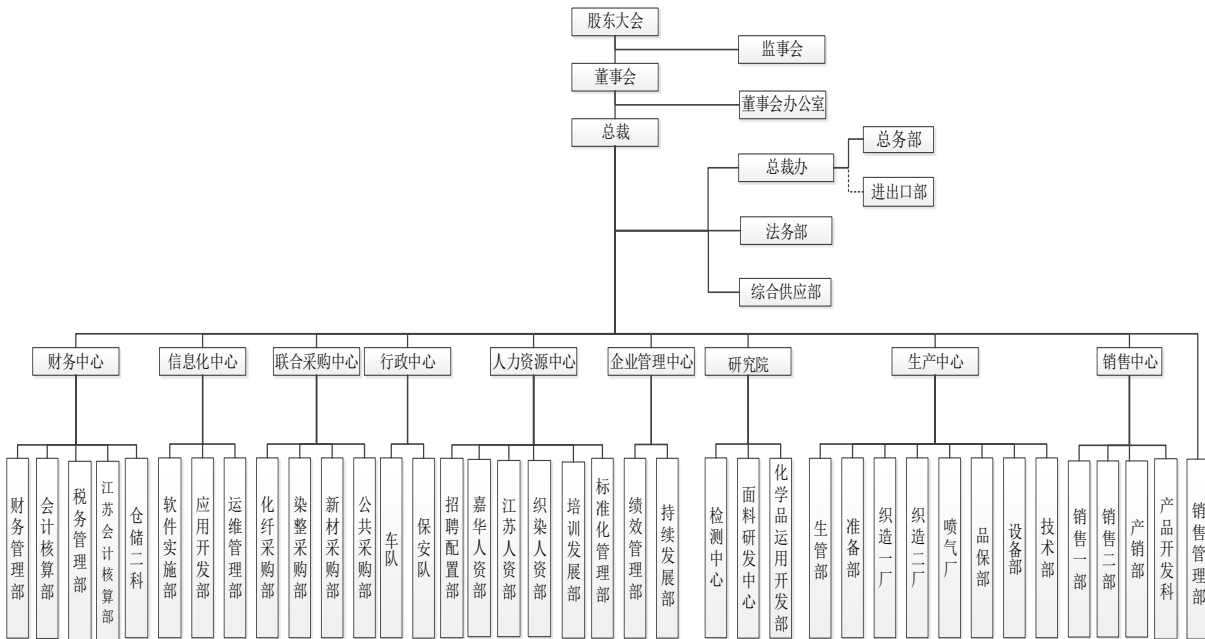 股东大会
监事会
董事会
董事会办公室
总裁
总务部
总裁办
进出口部
法务部
综合供应部
财务中心
信息化中心
联合采购中心
行政中心
人力资源中心
企业管理中心
研究院
生产中心
销售中心
财务管理部
会计核算部
税务管理部
江苏会计核算部
仓储二科
软件实施部
应用开发部
运维管理部
化纤采购部
染整采购部
新材采购部
公共采购部
车队
保安队
招聘配置部
嘉华人资部
江苏人资部
织染人资部
培训发展部
标准化管理部
绩效管理部
持续发展部
检测中心
面料研发中心
化学品运用开发部
生管部
准备部
织造一厂
织造二厂
喷气厂
品保部
设备部
技术部
销售一部
销售二部
产销部
产品开发科
销售管理部